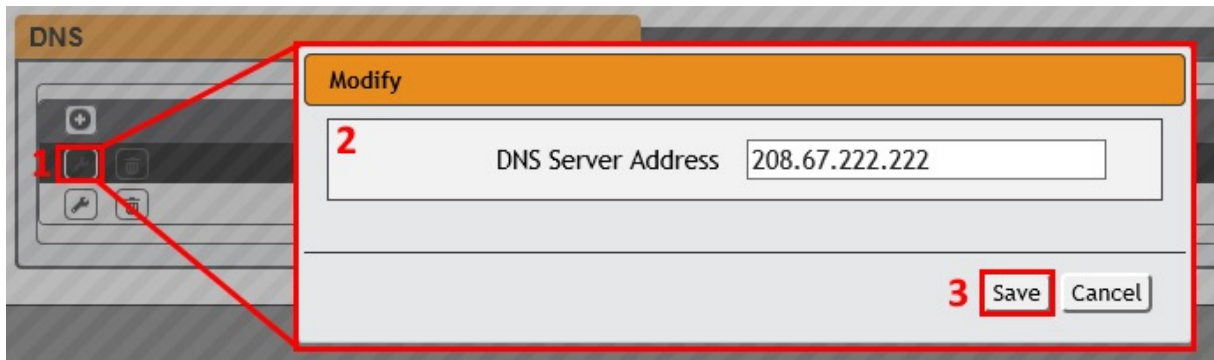 DNS
Modify
1
2
DNS Server Address 208.67.222.222
3 Save Cancel